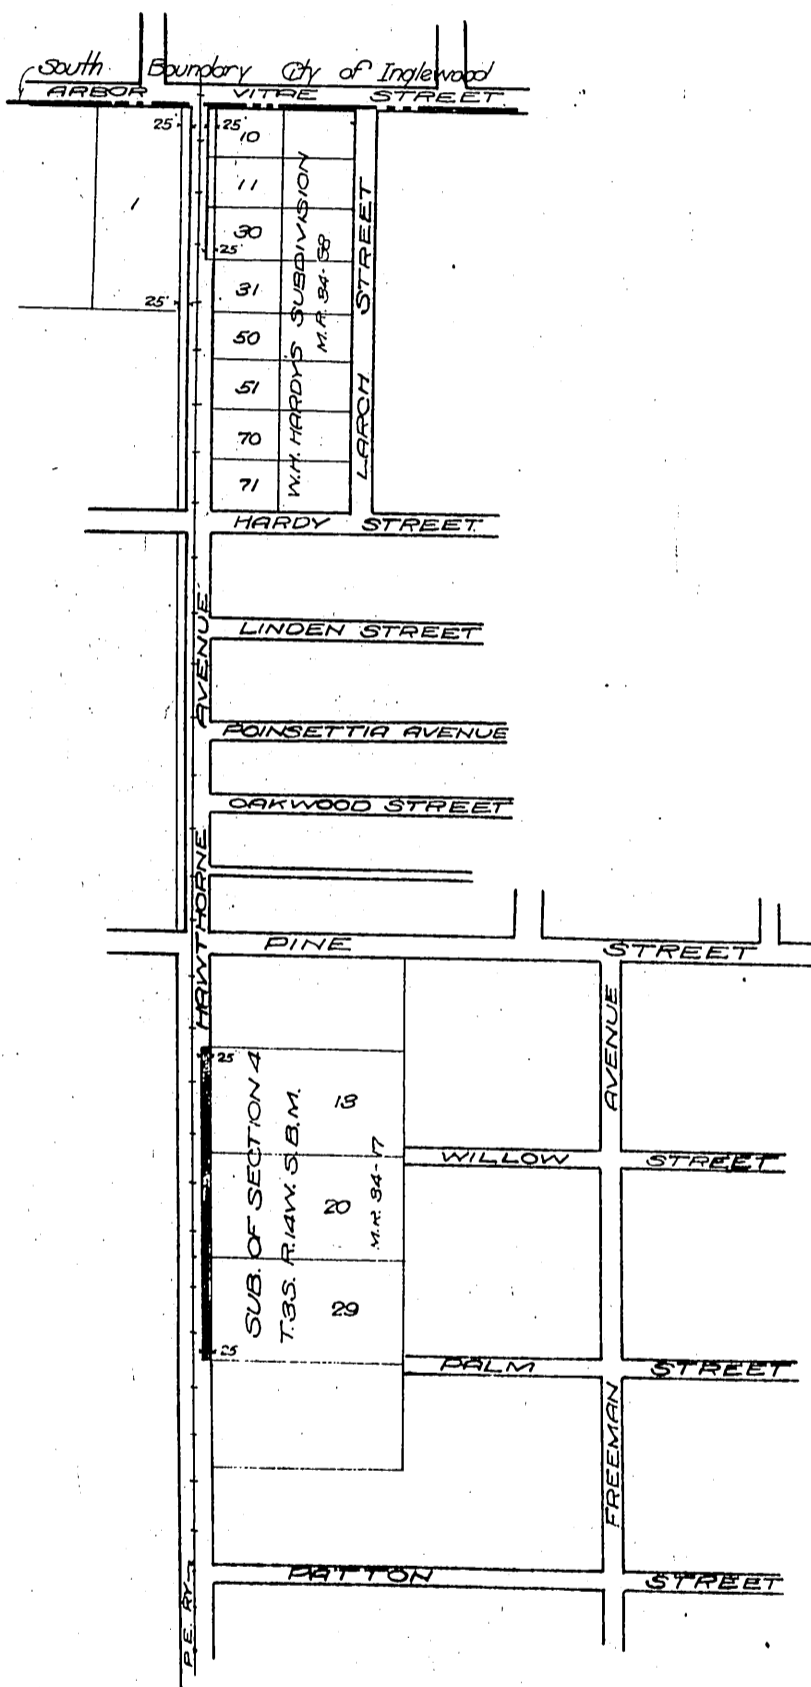 South Boundary City of Inglewood
ARBOR VITAE STREET
25' 25'
10
1
11
30
25'
31
25'
50
51
70
71
W.H. HARDY'S SUBDIVISION
M.R. 34-58
LARCH STREET
HARDY STREET
LINDEN STREET
POINSETTIA AVENUE
OAKWOOD STREET
HAWTHORNE AVENUE
PINE STREET
25
SUB. OF SECTION 4
T.3S. R.14W. S.B.M.
M.R. 34-17
13
20
29
25
WILLOW STREET
PALM STREET
FREEMAN AVENUE
PATTON STREET
P.E. RY